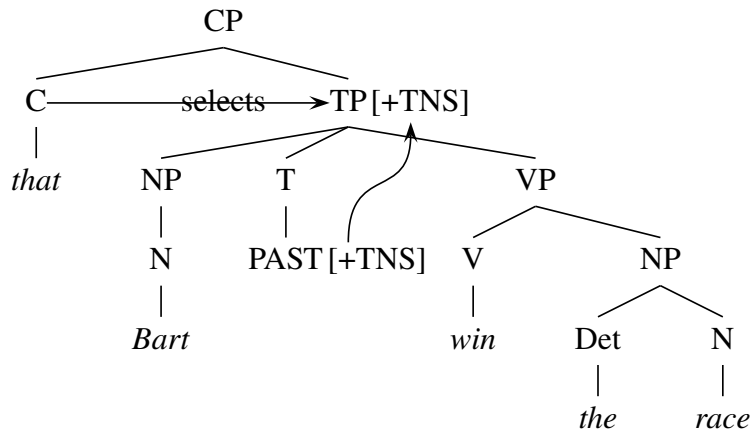 CP
C selects TP[+TNS]
that NP T VP
N PAST[+TNS] V NP
Bart win Det N
the race